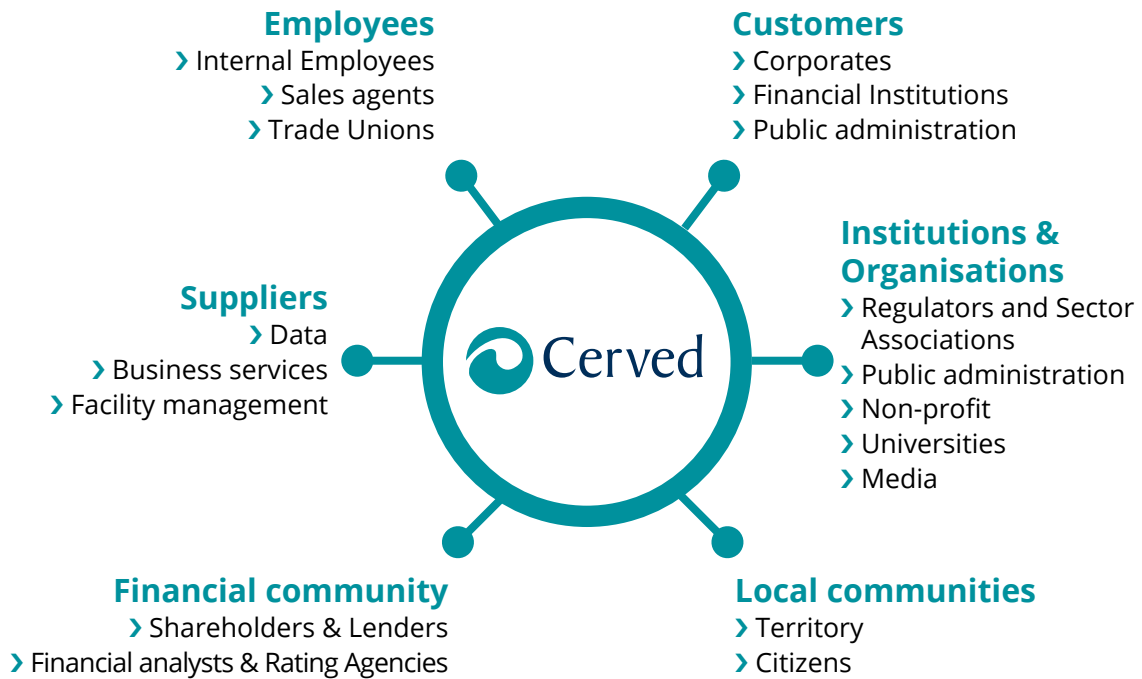 Employees
› Internal Employees
› Sales agents
› Trade Unions
Customers
› Corporates
› Financial Institutions
› Public administration
Suppliers
› Data
› Business services
› Facility management
Cerved
Institutions &
Organisations
› Regulators and Sector
Associations
› Public administration
› Non-profit
› Universities
› Media
Financial community
› Shareholders & Lenders
› Financial analysts & Rating Agencies
Local communities
› Territory
› Citizens